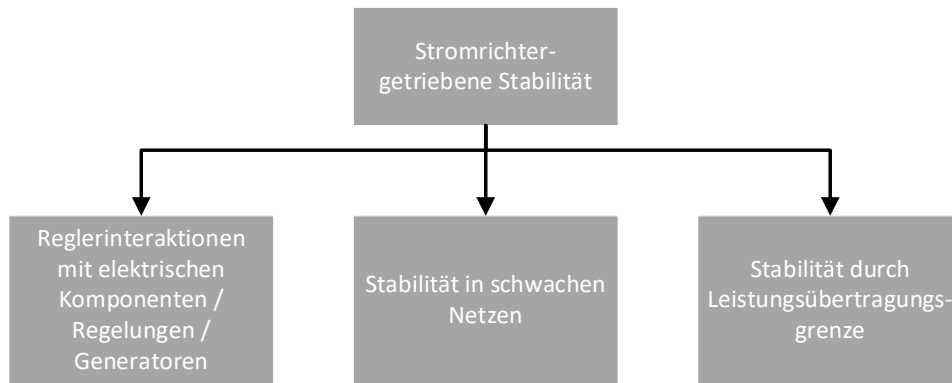 Stromrichter-
getriebene Stabilität
Reglerinteraktionen
mit elektrischen
Komponenten /
Regelungen /
Generatoren
Stabilität in schwachen
Netzen
Stabilität durch
Leistungsübertragungs-
grenze